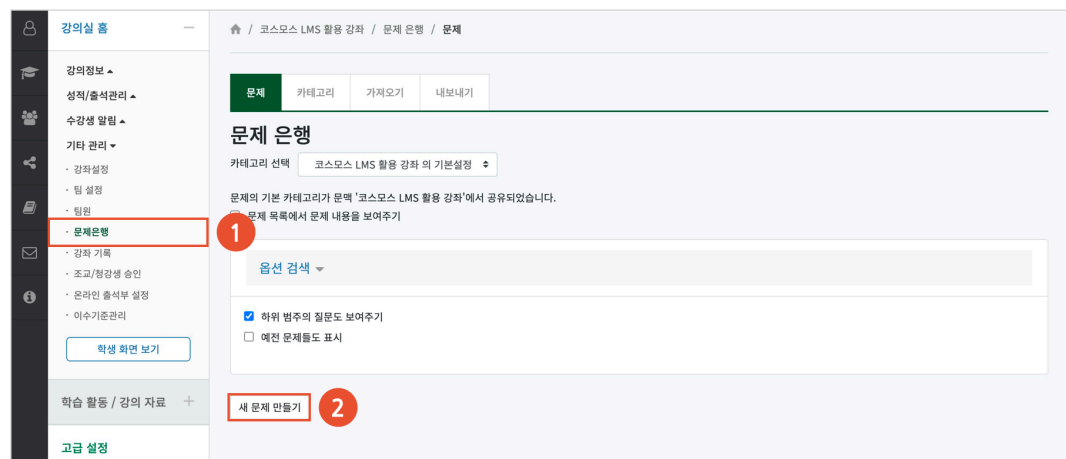 강의실 홈
강의정보
성적/출석관리
수강생 알림
기타 관리
· 강좌설정
· 팀 설정
· 팀원
· 문제은행
· 강좌 기록
· 조교/청강생 승인
· 온라인 출석부 설정
· 이수기준관리
학생 화면 보기
학습 활동 / 강의 자료
고급 설정
/ 코스모스 LMS 활용 강좌 / 문제 은행 / 문제
문제 카테고리 가져오기 내보내기
문제 은행
카테고리 선택 코스모스 LMS 활용 강좌 의 기본설정
문제의 기본 카테고리가 문맥 '코스모스 LMS 활용 강좌'에서 공유되었습니다.
문제 목록에서 문제 내용을 보여주기
1
옵션 검색
하위 범주의 질문도 보여주기
예전 문제들도 표시
새 문제 만들기
2